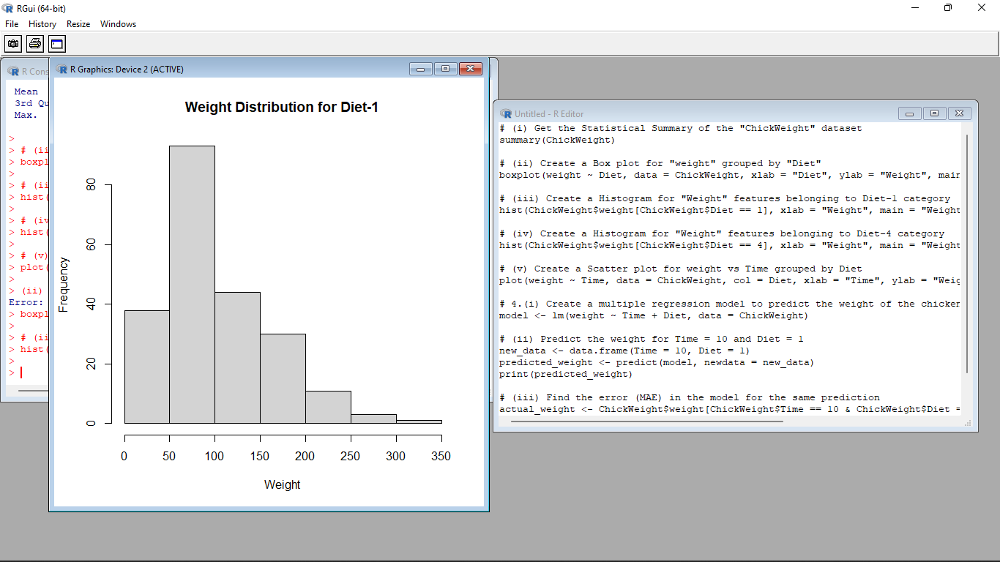 RGui (64-bit)
File History Resize Windows
R Cons
Mean
3rd Qu
Max.
>
> # (ii
> boxpl
>
> # (ii
> hist(
>
> # (iv
> hist(
>
> # (v)
> plot(
>
> (ii)
Error:
> boxpl
>
> # (ii
> hist(
>
>
R Graphics: Device 2 (ACTIVE)
Weight Distribution for Diet-1
Frequency
80
60
40
20
0
0 50 100 150 200 250 300 350
Weight
Untitled - R Editor
# (i) Get the Statistical Summary of the "ChickWeight" dataset
summary(ChickWeight)
# (ii) Create a Box plot for "weight" grouped by "Diet"
boxplot(weight ~ Diet, data = ChickWeight, xlab = "Diet", ylab = "Weight", main
# (iii) Create a Histogram for "Weight" features belonging to Diet-1 category
hist(ChickWeight$weight[ChickWeight$Diet == 1], xlab = "Weight", main = "Weight
# (iv) Create a Histogram for "Weight" features belonging to Diet-4 category
hist(ChickWeight$weight[ChickWeight$Diet == 4], xlab = "Weight", main = "Weight
# (v) Create a Scatter plot for weight vs Time grouped by Diet
plot(weight ~ Time, data = ChickWeight, col = Diet, xlab = "Time", ylab = "Weig
# 4.(i) Create a multiple regression model to predict the weight of the chicken
model <- lm(weight ~ Time + Diet, data = ChickWeight)
# (ii) Predict the weight for Time = 10 and Diet = 1
new_data <- data.frame(Time = 10, Diet = 1)
predicted_weight <- predict(model, newdata = new_data)
print(predicted_weight)
# (iii) Find the error (MAE) in the model for the same prediction
actual_weight <- ChickWeight$weight[ChickWeight$Time == 10 & ChickWeight$Diet =